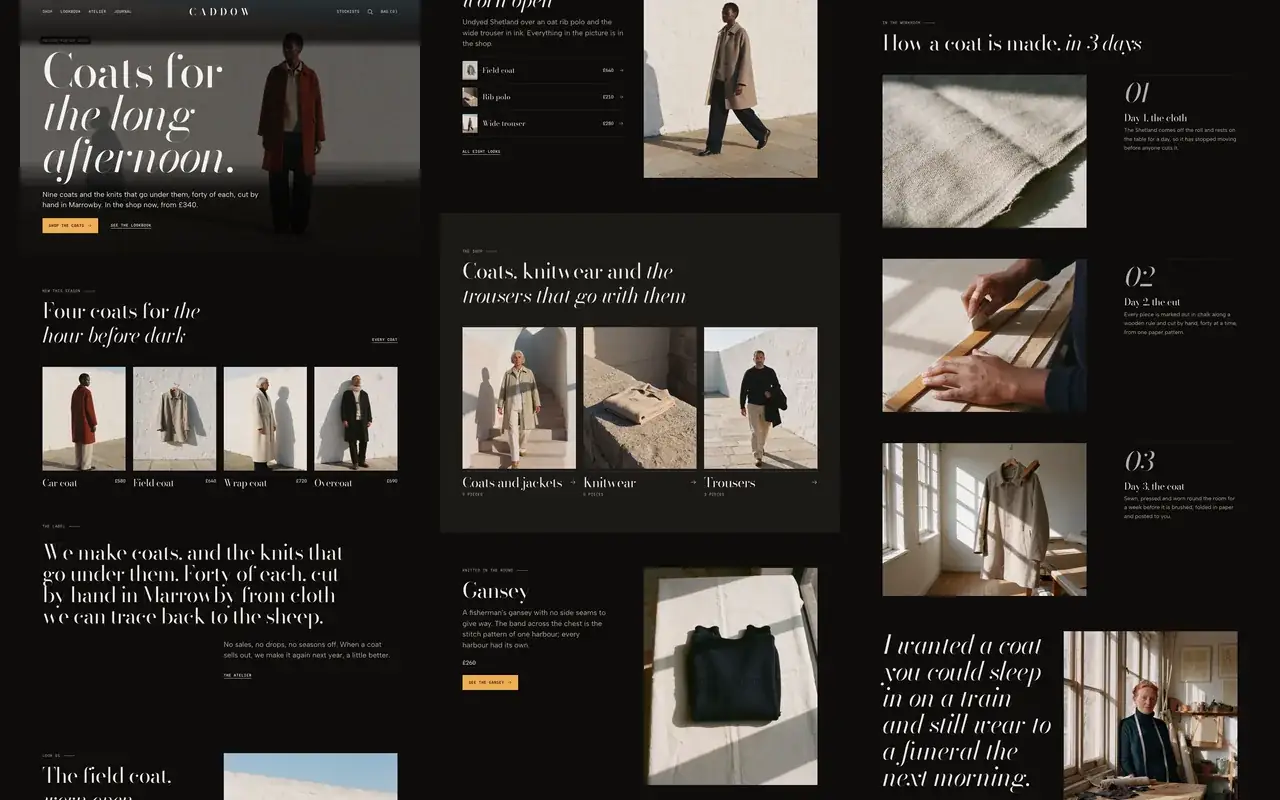 SHOP LOOKBOOK ATELIER JOURNAL
CADDOW
STOCKISTS
BAG (2)
Coats for
the long
afternoon.
Nine coats and the knits that go under them, forty of each, cut by
hand in Marrowby. In the shop now, from £340.
SHOP THE COATS →
SEE THE LOOKBOOK
NEW THIS SEASON
Four coats for the
hour before dark
EVERY COAT
Car coat £580
Field coat £640
Wrap coat £720
Overcoat £690
THE LABEL
We make coats, and the knits that
go under them. Forty of each, cut
by hand in Marrowby from cloth
we can trace back to the sheep.
No sales, no drops, no seasons off. When a coat
sells out, we make it again next year, a little better.
THE ATELIER
The field coat,
worn open
Undyed Shetland over an oat rib polo and the
wide trouser in ink. Everything in the picture is in
the shop.
Field coat £640 →
Rib polo £210 →
Wide trouser £280 →
ALL EIGHT LOOKS
THE SHOP
Coats, knitwear and the
trousers that go with them
Coats and jackets →
9 PIECES
Knitwear →
Trousers →
KNITTED IN THE ROUND
Gansey
A fisherman's gansey with no side seams to
give way. The band across the chest is the
stitch pattern of one harbour; every
harbour had its own.
£260
SEE THE GANSEY →
IN THE WORKROOM
How a coat is made, in 3 days
01
Day 1, the cloth
The Shetland comes off the roll and rests on
the table for a day, so it has stopped moving
before anyone cuts it.
02
Day 2, the cut
Every piece is marked out in chalk along a
wooden rule and cut by hand, forty at a time,
from one paper pattern.
03
Day 3, the coat
Sewn, pressed and worn round the room for
a week before it is brushed, folded in paper
and posted to you.
I wanted a coat
you could sleep
in on a train
and still wear to
a funeral the
next morning.